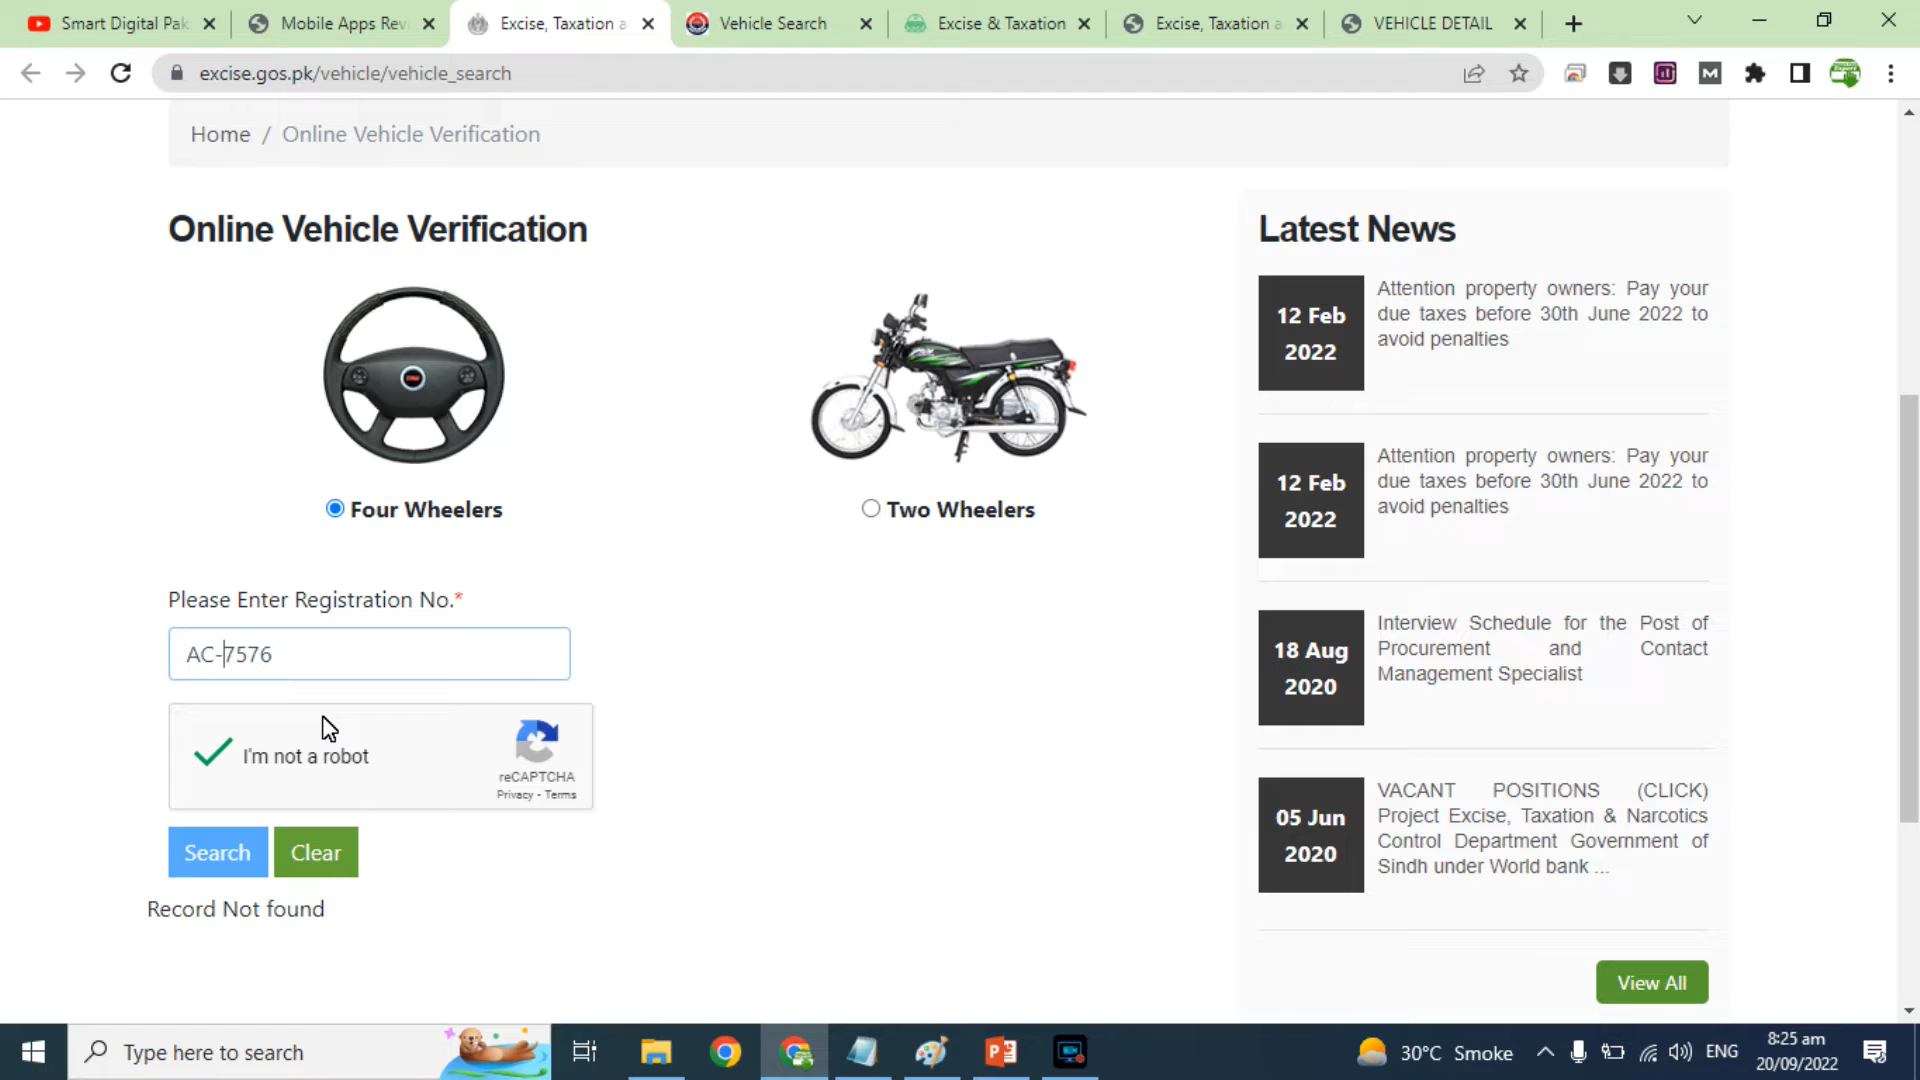 Smart Digital Pak
Mobile Apps Rev
Excise, Taxation a
Vehicle Search
Excise & Taxation
Excise, Taxation a
VEHICLE DETAIL
excise.gos.pk/vehicle/vehicle_search
Home / Online Vehicle Verification
Online Vehicle Verification
Four Wheelers
Two Wheelers
Please Enter Registration No.*
AC-7576
I'm not a robot
reCAPTCHA
Privacy - Terms
Search
Clear
Record Not found
Latest News
12 Feb
2022
Attention property owners: Pay your
due taxes before 30th June 2022 to
avoid penalties
12 Feb
2022
Attention property owners: Pay your
due taxes before 30th June 2022 to
avoid penalties
18 Aug
2020
Interview Schedule for the Post of
Procurement and Contact
Management Specialist
05 Jun
2020
VACANT POSITIONS (CLICK)
Project Excise, Taxation & Narcotics
Control Department Government of
Sindh under World bank ...
View All
Type here to search
30°C Smoke
ENG
8:25 am
20/09/2022